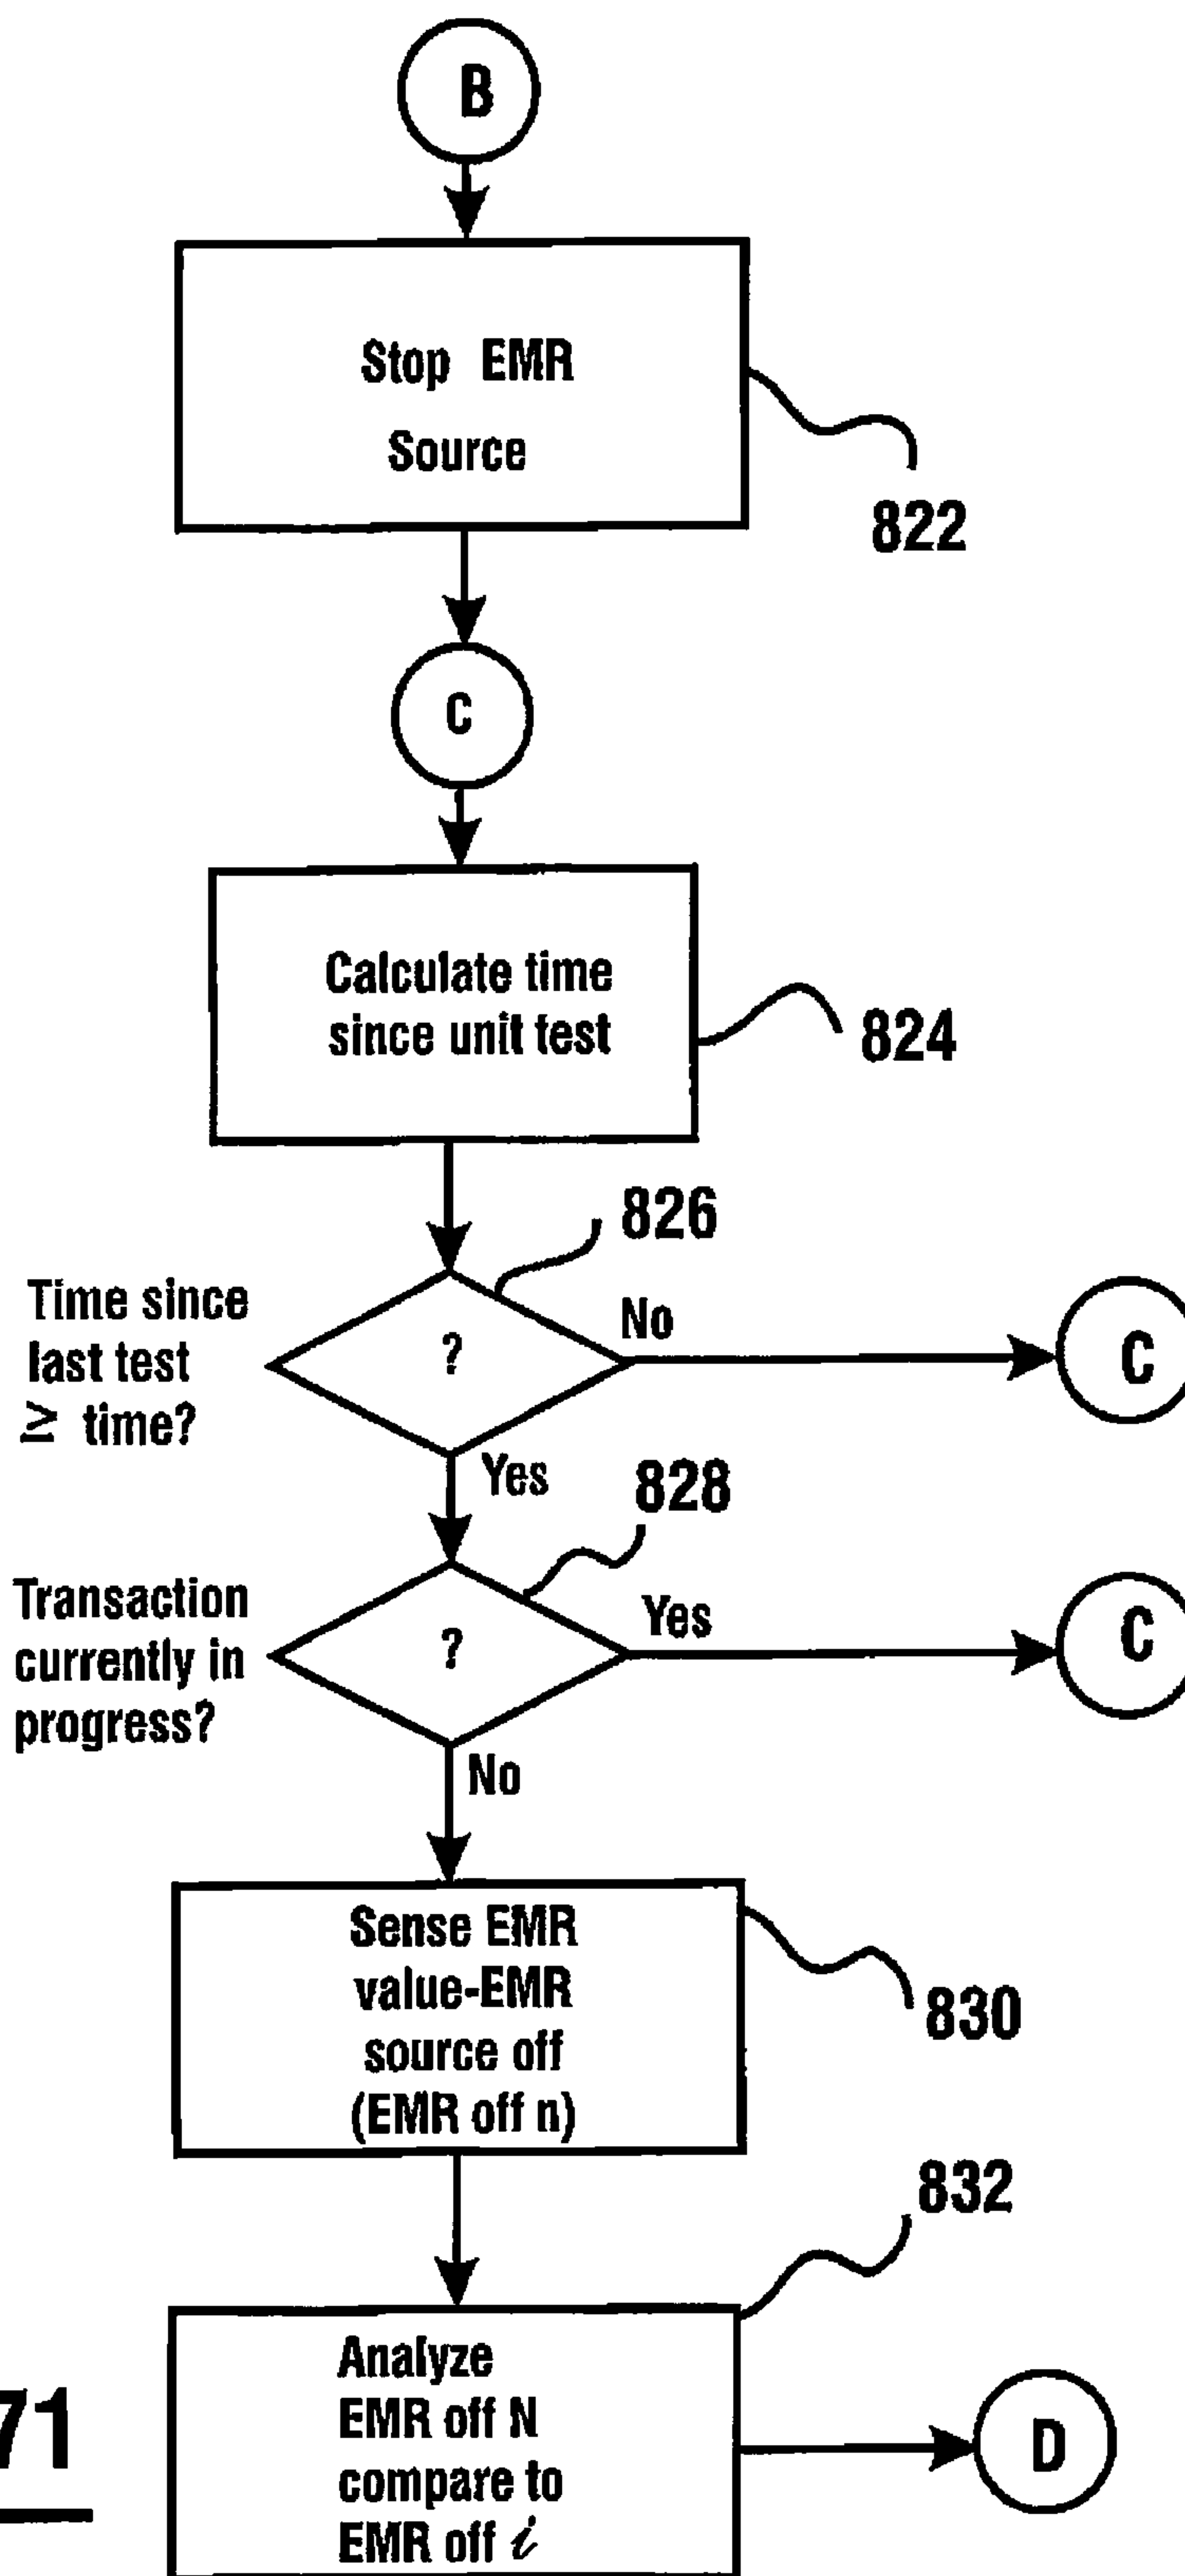 B
Stop EMR
Source
822
C
Calculate time
since unit test
824
826
Time since
last test
≥ time?
?
No
C
Yes
828
Transaction
currently in
progress?
?
Yes
C
No
Sense EMR
value-EMR
source off
(EMR off n)
830
832
Analyze
EMR off N
compare to
EMR off i
D
71